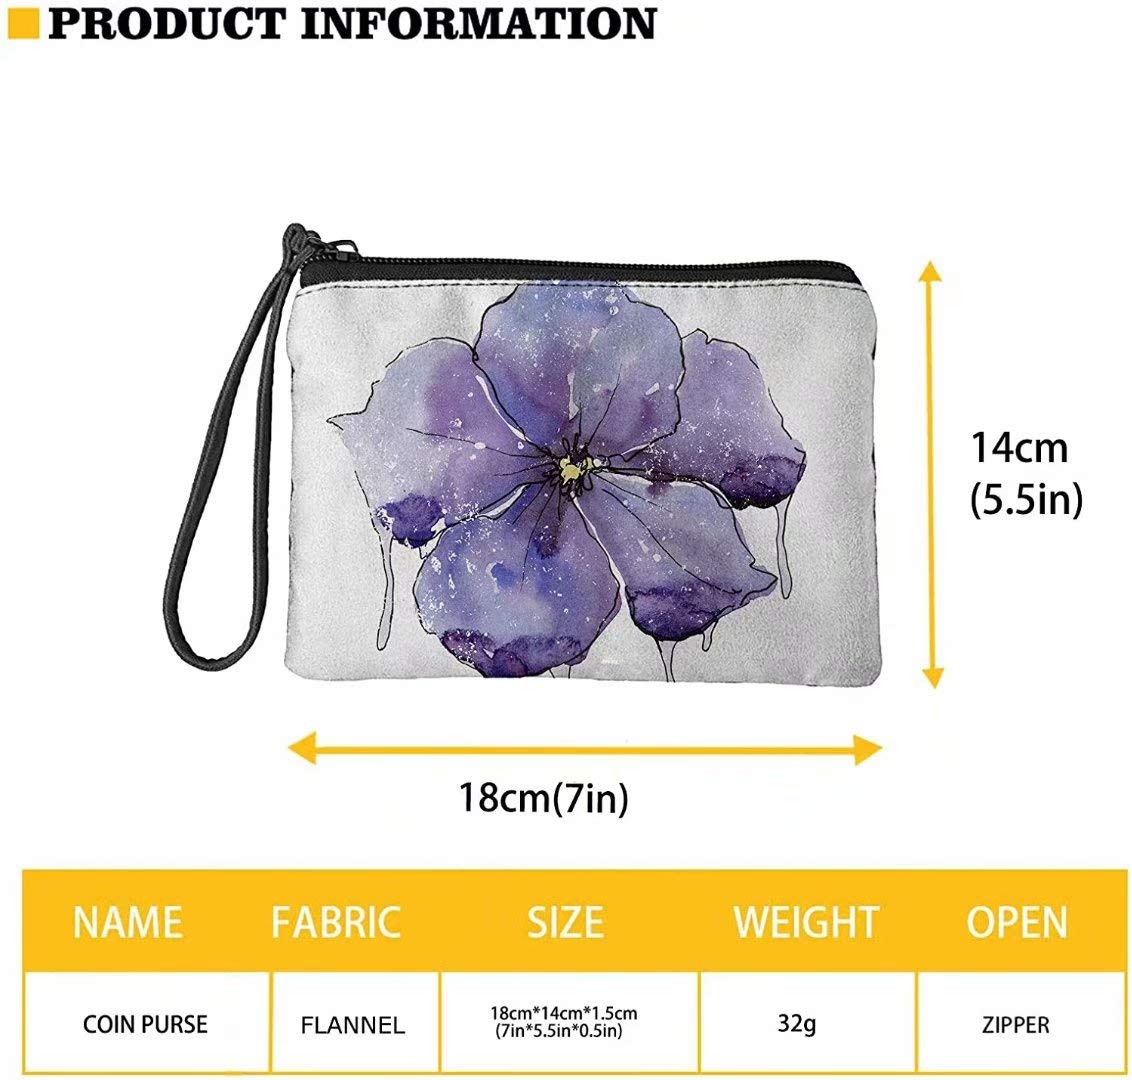 PRODUCT INFORMATION
14cm
(5.5in)
18cm(7in)
NAME FABRIC SIZE WEIGHT OPEN
COIN PURSE FLANNEL 18cm*14cm*1.5cm 32g ZIPPER
(7in*5.5in*0.5in)